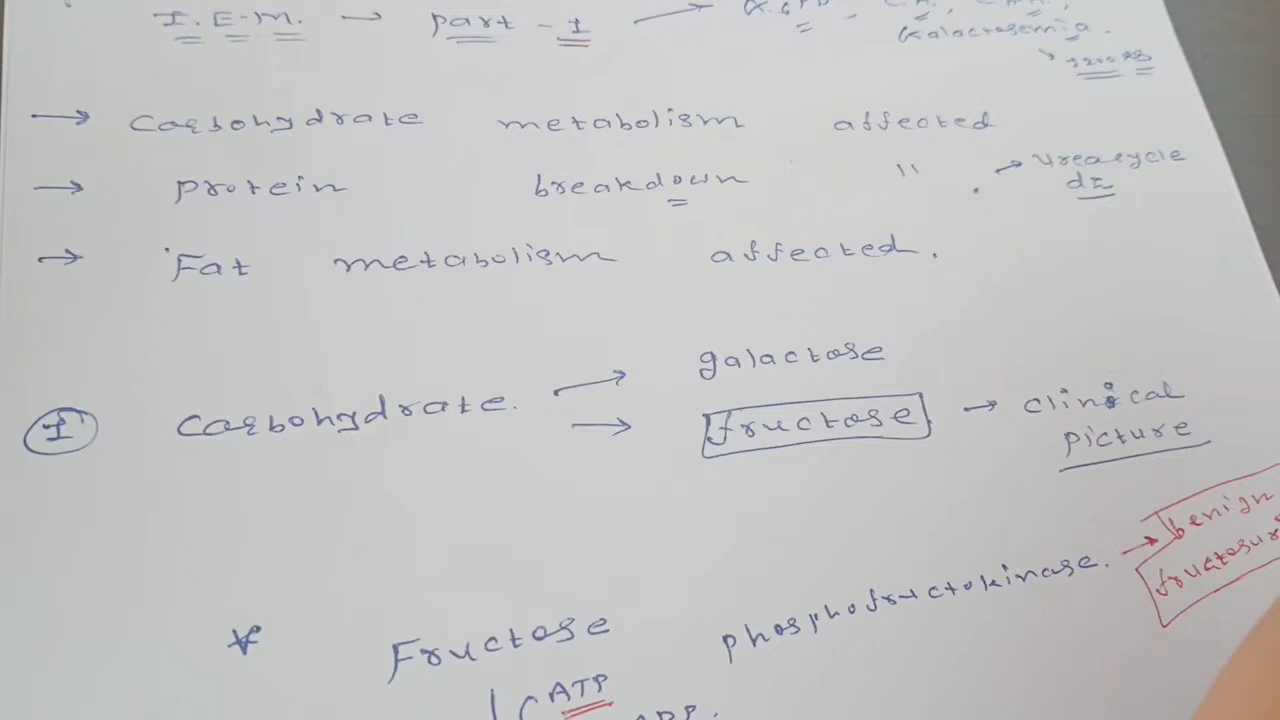 I.E.M. → part - I →
Galactosemia.
→ Carbohydrate metabolism affected
→ protein breakdown " . → Urea cycle
dz
→ Fat metabolism affected.
galactose
I Carbohydrate. → fructose → clinical
picture
benign
phosphofructokinase. →
* Fructose
ATP
ADP.